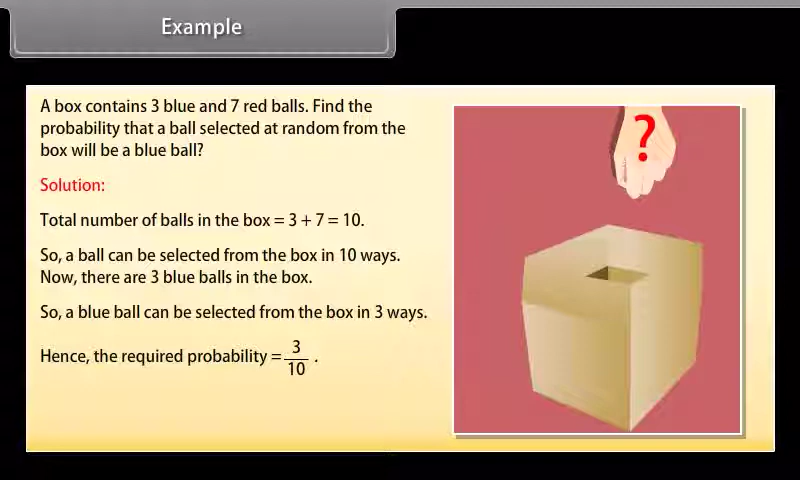 Example
A box contains 3 blue and 7 red balls. Find the
probability that a ball selected at random from the
box will be a blue ball?
Solution:
Total number of balls in the box = 3 + 7 = 10.
So, a ball can be selected from the box in 10 ways.
Now, there are 3 blue balls in the box.
So, a blue ball can be selected from the box in 3 ways.
Hence, the required probability = 3/10 .
?